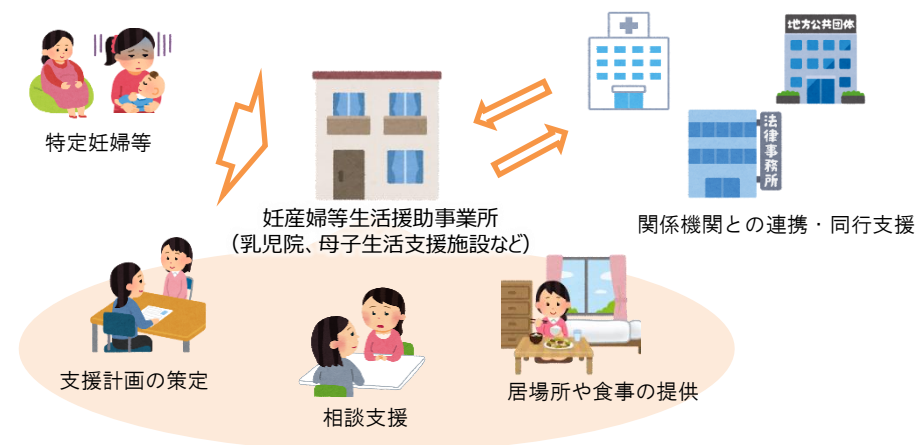 特定妊婦等
地方公共団体
法律事務所
関係機関との連携・同行支援
妊産婦等生活援助事業所
（乳児院、母子生活支援施設など）
支援計画の策定
相談支援
居場所や食事の提供